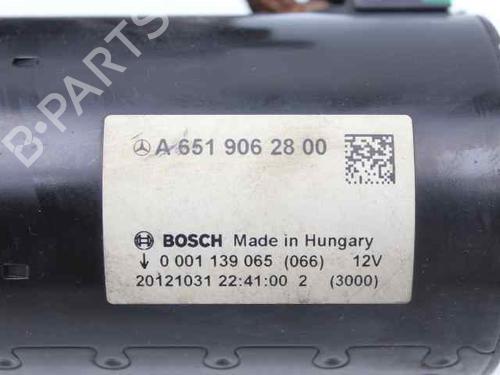 A 651 906 28 00
BOSCH Made in Hungary
0 001 139 065 (066) 12V
20121031 22:41:00 2 (3000)
B-PARTS